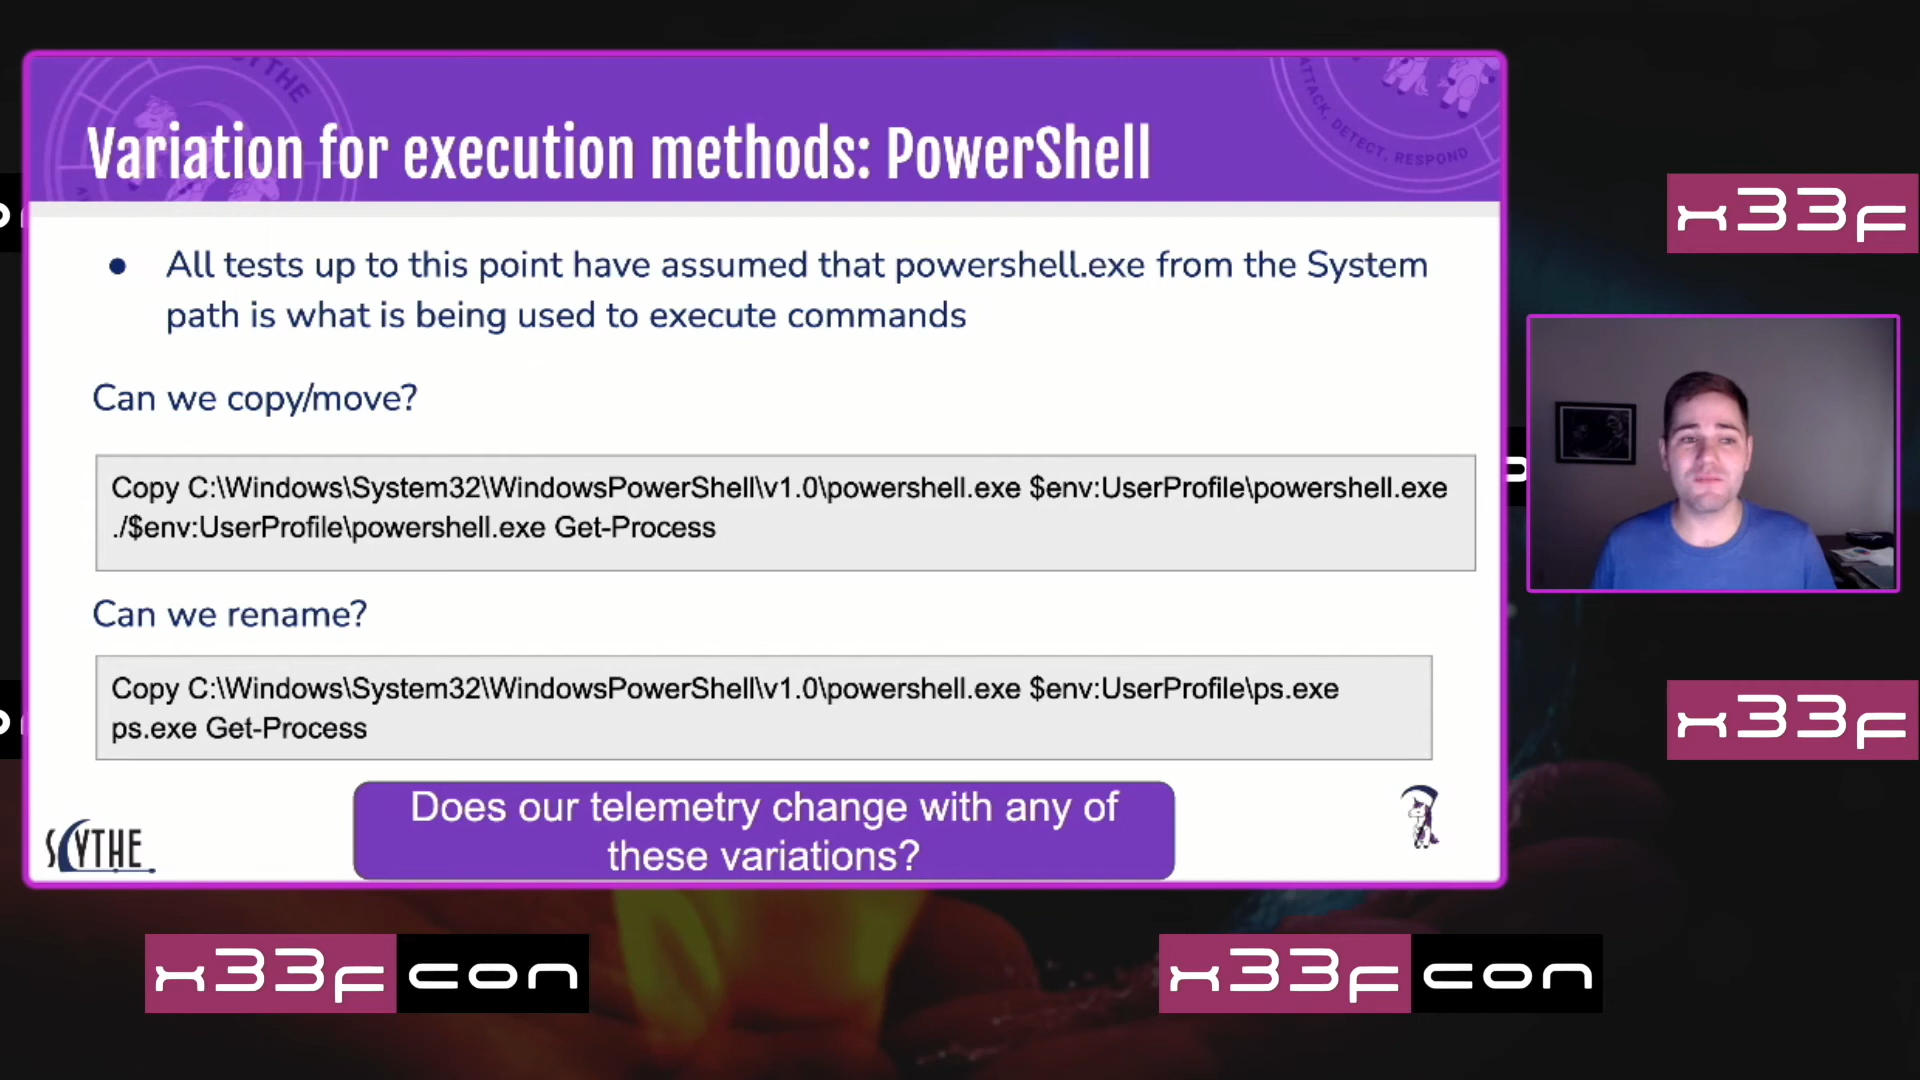 YTHE
ATTACK, DETECT, RESPOND
Variation for execution methods: PowerShell
● All tests up to this point have assumed that powershell.exe from the System
path is what is being used to execute commands
Can we copy/move?
Copy C:\Windows\System32\WindowsPowerShell\v1.0\powershell.exe $env:UserProfile\powershell.exe
./$env:UserProfile\powershell.exe Get-Process
Can we rename?
Copy C:\Windows\System32\WindowsPowerShell\v1.0\powershell.exe $env:UserProfile\ps.exe
ps.exe Get-Process
Does our telemetry change with any of
these variations?
SCYTHE
x33f
x33f
x33fcon
x33fcon